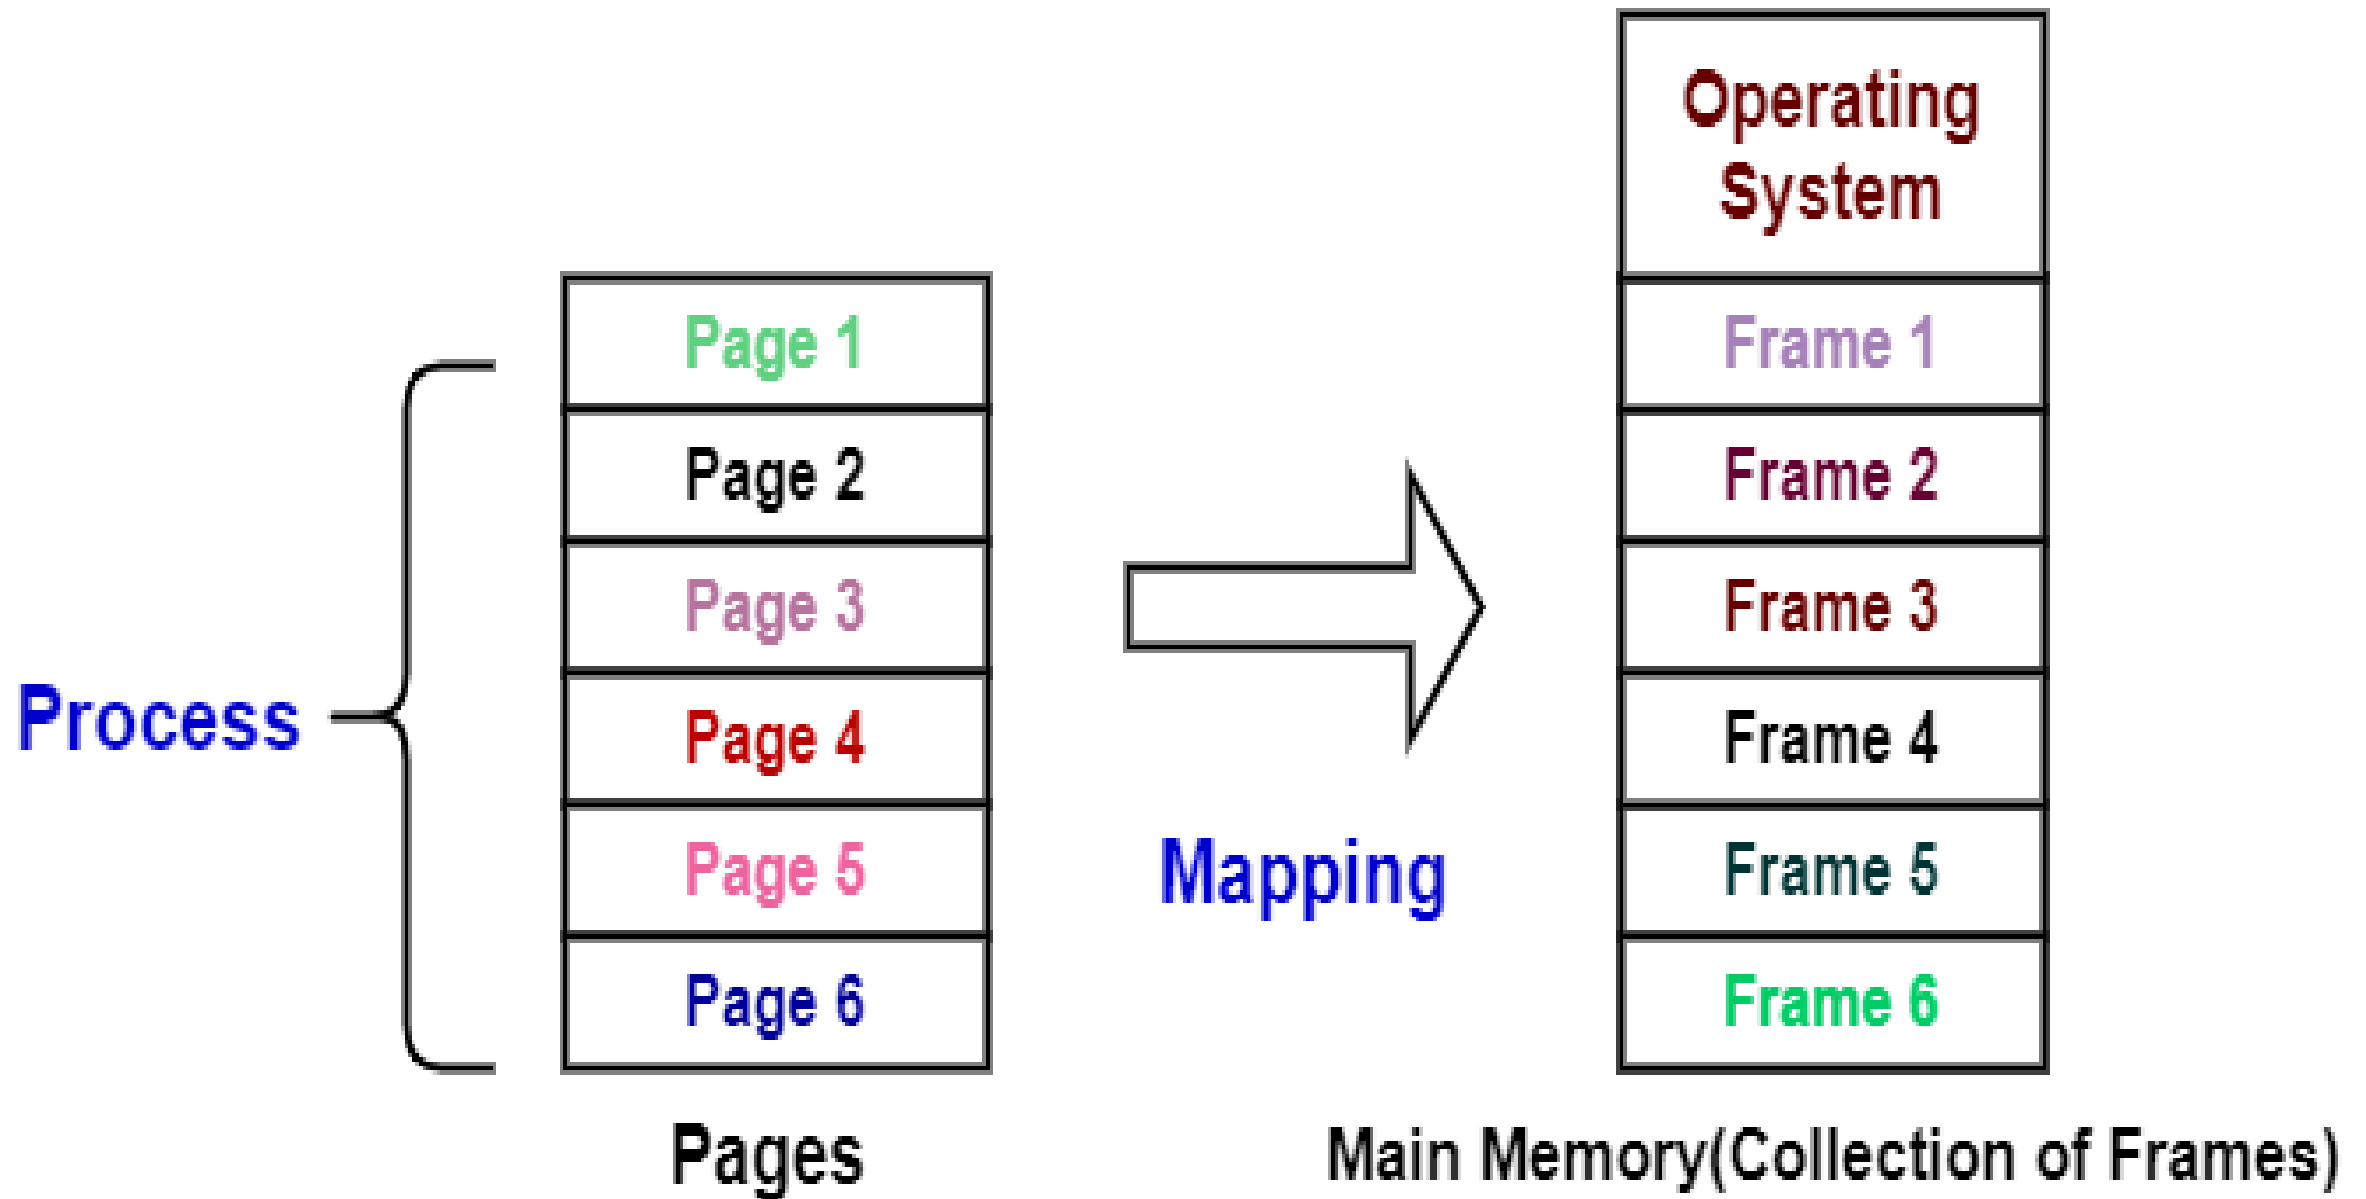 Process
Page 1
Page 2
Page 3
Page 4
Page 5
Page 6
Pages
Mapping
Operating
System
Frame 1
Frame 2
Frame 3
Frame 4
Frame 5
Frame 6
Main Memory(Collection of Frames)